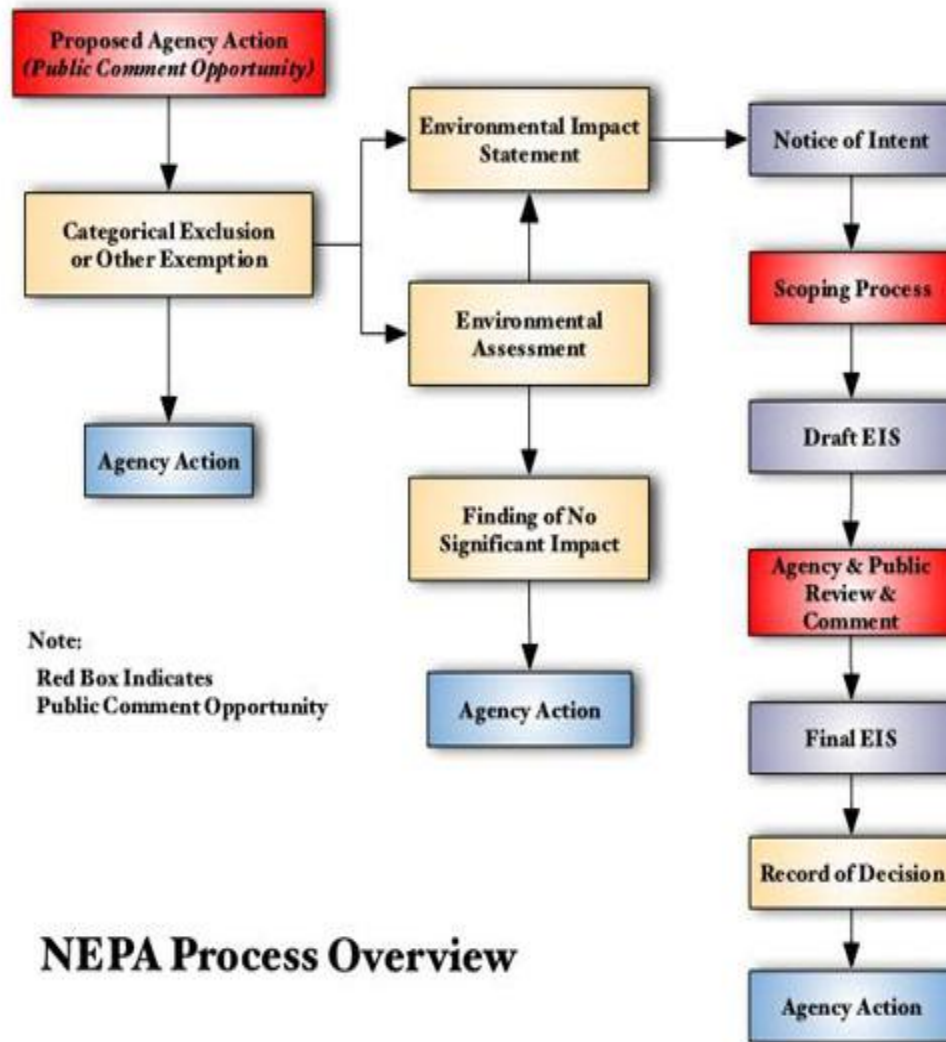 Proposed Agency Action
(Public Comment Opportunity)
Categorical Exclusion
or Other Exemption
Agency Action
Environmental Impact
Statement
Environmental
Assessment
Finding of No
Significant Impact
Agency Action
Notice of Intent
Scoping Process
Draft EIS
Agency & Public
Review &
Comment
Final EIS
Record of Decision
Agency Action
Note:
Red Box Indicates
Public Comment Opportunity
NEPA Process Overview